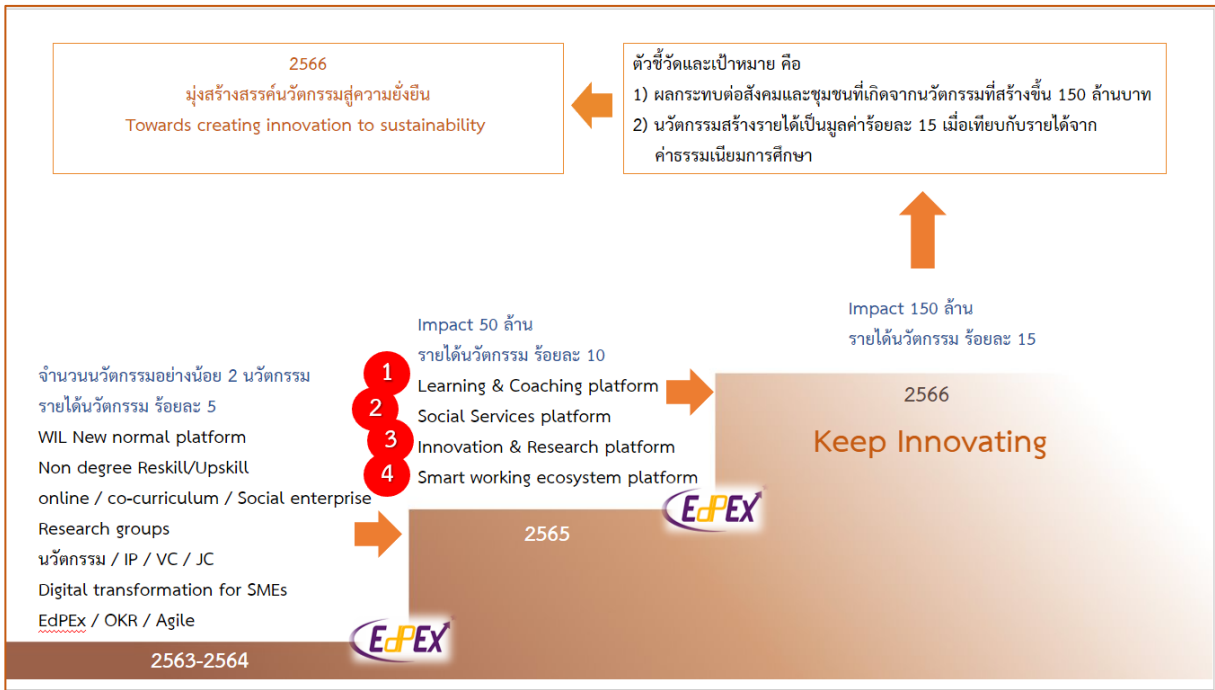 2566
มุ่งสร้างสรรค์นวัตกรรมสู่ความยั่งยืน
Towards creating innovation to sustainability
ตัวชี้วัดและเป้าหมาย คือ
1) ผลกระทบต่อสังคมและชุมชนที่เกิดจากนวัตกรรมที่สร้างขึ้น 150 ล้านบาท
2) นวัตกรรมสร้างรายได้เป็นมูลค่าร้อยละ 15 เมื่อเทียบกับรายได้จาก
ค่าธรรมเนียมการศึกษา
จำนวนนวัตกรรมอย่างน้อย 2 นวัตกรรม
รายได้นวัตกรรม ร้อยละ 5
WIL New normal platform
Non degree Reskill/Upskill
online / co-curriculum / Social enterprise
Research groups
นวัตกรรม / IP / VC / JC
Digital transformation for SMEs
EdPEx / OKR / Agile
2563-2564
EdPEX
Impact 50 ล้าน
รายได้นวัตกรรม ร้อยละ 10
1 Learning & Coaching platform
2 Social Services platform
3 Innovation & Research platform
4 Smart working ecosystem platform
2565
EdPEX
Impact 150 ล้าน
รายได้นวัตกรรม ร้อยละ 15
2566
Keep Innovating